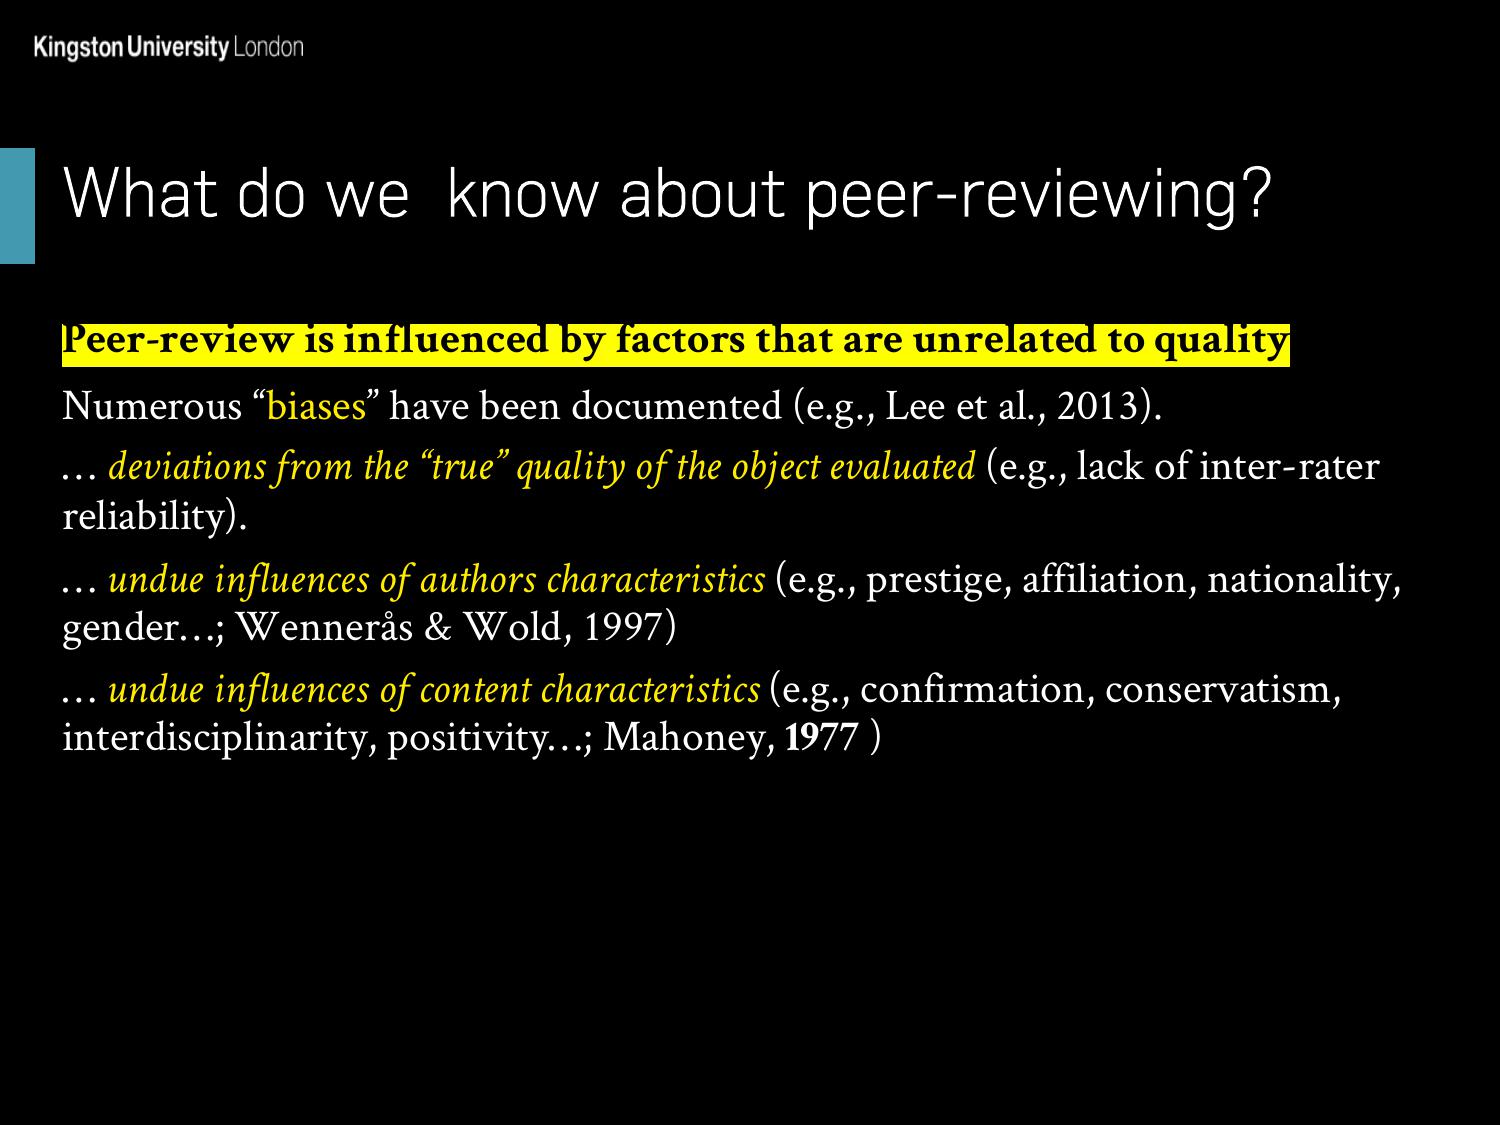 Kingston University London
What do we  know about peer-reviewing?
Peer-review is influenced by factors that are unrelated to quality
Numerous “biases” have been documented (e.g., Lee et al., 2013).
… deviations from the “true” quality of the object evaluated (e.g., lack of inter-rater
reliability).
… undue influences of authors characteristics (e.g., prestige, affiliation, nationality,
gender…; Wennerås & Wold, 1997)
… undue influences of content characteristics (e.g., confirmation, conservatism,
interdisciplinarity, positivity…; Mahoney, 1977 )